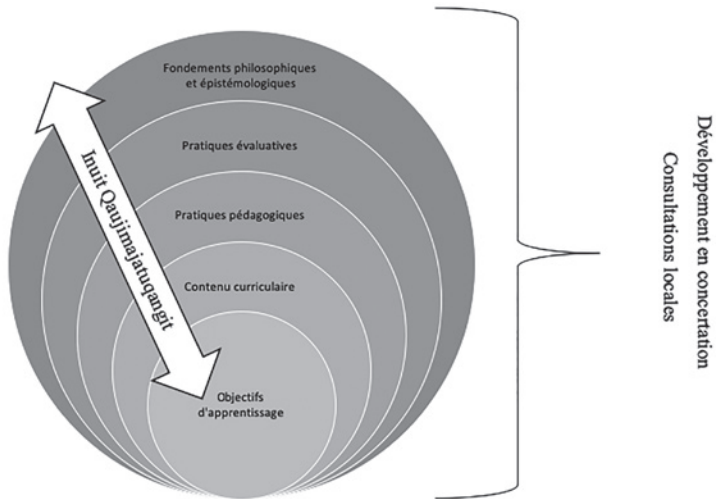 Fondements philosophiques
et épistémologiques
Pratiques évaluatives
Pratiques pédagogiques
Contenu curriculaire
Objectifs
d'apprentissage
Inuit Qaujimajatuqangit
Développement en concertation
Consultations locales